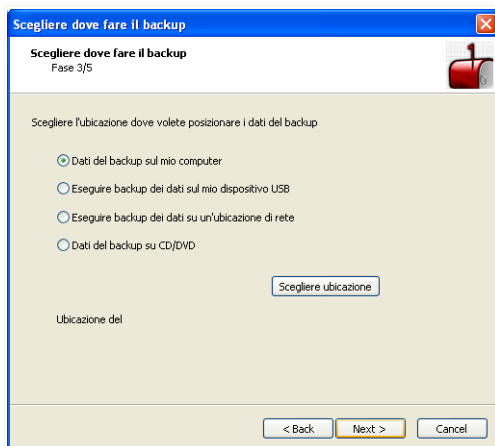 Scegliere dove fare il backup
Scegliere dove fare il backup
Fase 3/5
Scegliere l'ubicazione dove volete posizionare i dati del backup
Dati del backup sul mio computer
Eseguire backup dei dati sul mio dispositivo USB
Eseguire backup dei dati su un'ubicazione di rete
Dati del backup su CD/DVD
Scegliere ubicazione
Ubicazione del
< Back Next > Cancel